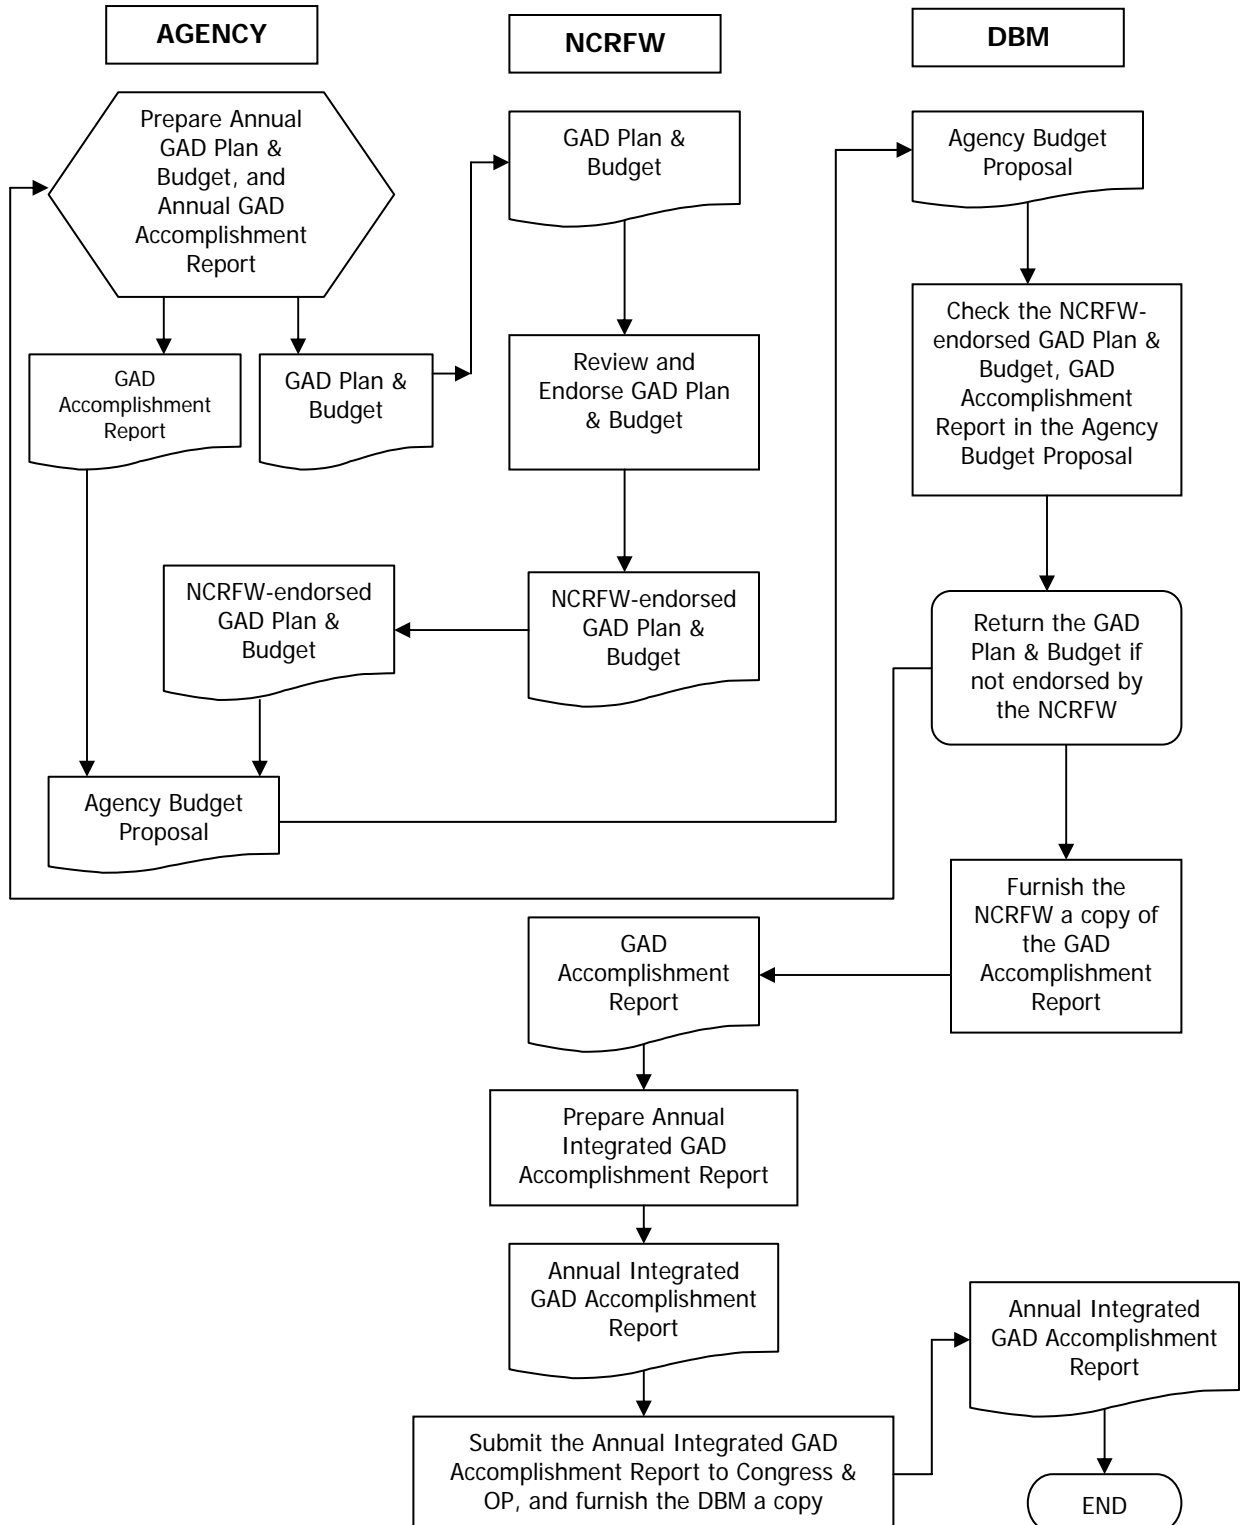 AGENCY
NCRFW
DBM
Prepare Annual
GAD Plan &
Budget, and
Annual GAD
Accomplishment
Report
GAD
Accomplishment
Report
GAD Plan &
Budget
GAD Plan &
Budget
Review and
Endorse GAD Plan
& Budget
NCRFW-endorsed
GAD Plan &
Budget
NCRFW-endorsed
GAD Plan &
Budget
Agency Budget
Proposal
Agency Budget
Proposal
Check the NCRFW-
endorsed GAD Plan &
Budget, GAD
Accomplishment
Report in the Agency
Budget Proposal
Return the GAD
Plan & Budget if
not endorsed by
the NCRFW
Furnish the
NCRFW a copy of
the GAD
Accomplishment
Report
GAD
Accomplishment
Report
Prepare Annual
Integrated GAD
Accomplishment Report
Annual Integrated
GAD Accomplishment
Report
Submit the Annual Integrated GAD
Accomplishment Report to Congress &
OP, and furnish the DBM a copy
Annual Integrated
GAD Accomplishment
Report
END